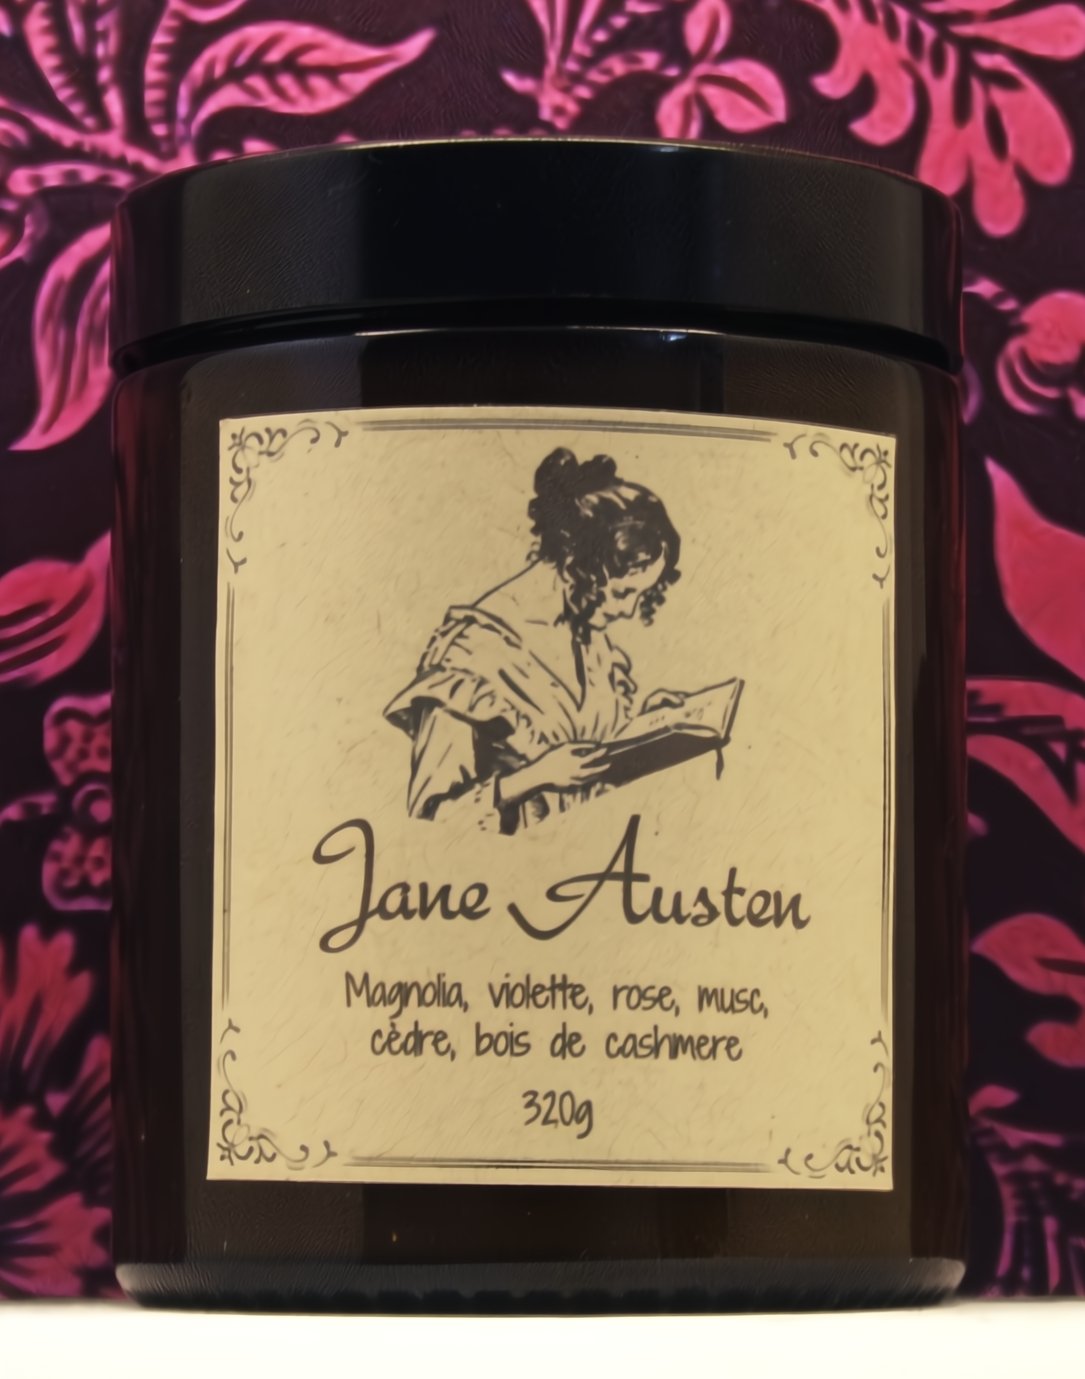 Jane Austen
Magnolia, violette, rose, musc,
cèdre, bois de cashmere
320g